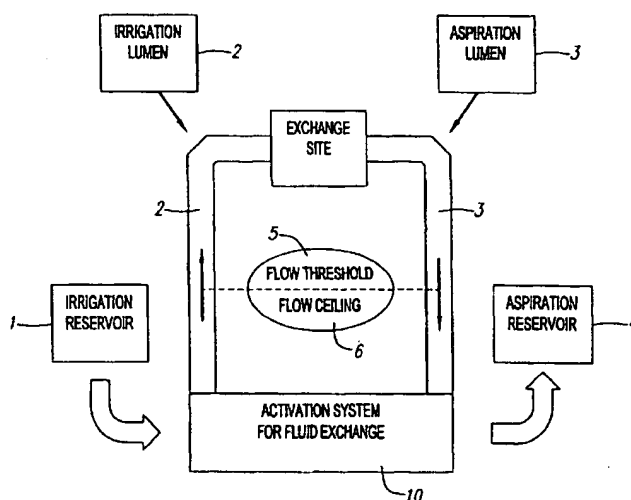 IRRIGATION
LUMEN
2
ASPIRATION
LUMEN
3
EXCHANGE
SITE
2
3
5
FLOW THRESHOLD
FLOW CEILING
6
1
IRRIGATION
RESERVOIR
ASPIRATION
RESERVOIR
ACTIVATION SYSTEM
FOR FLUID EXCHANGE
10